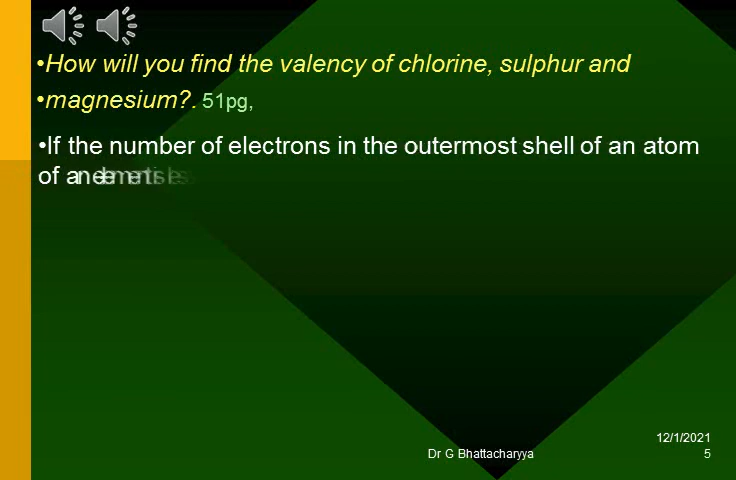 •How will you find the valency of chlorine, sulphur and
•magnesium?. 51pg,
•If the number of electrons in the outermost shell of an atom
of an
12/1/2021
Dr G Bhattacharyya 5